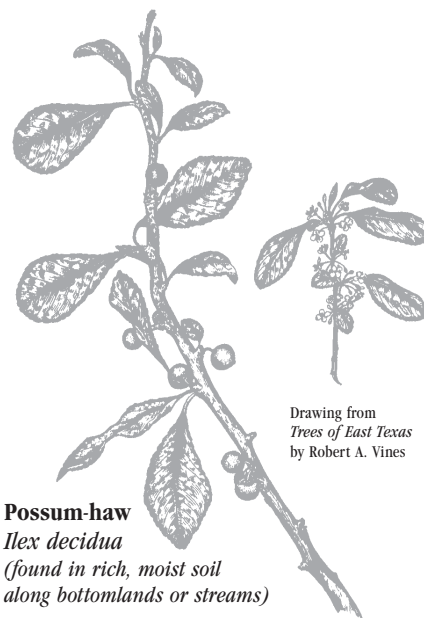 Drawing from
Trees of East Texas
by Robert A. Vines
Possum-haw
Ilex decidua
(found in rich, moist soil
along bottomlands or streams)